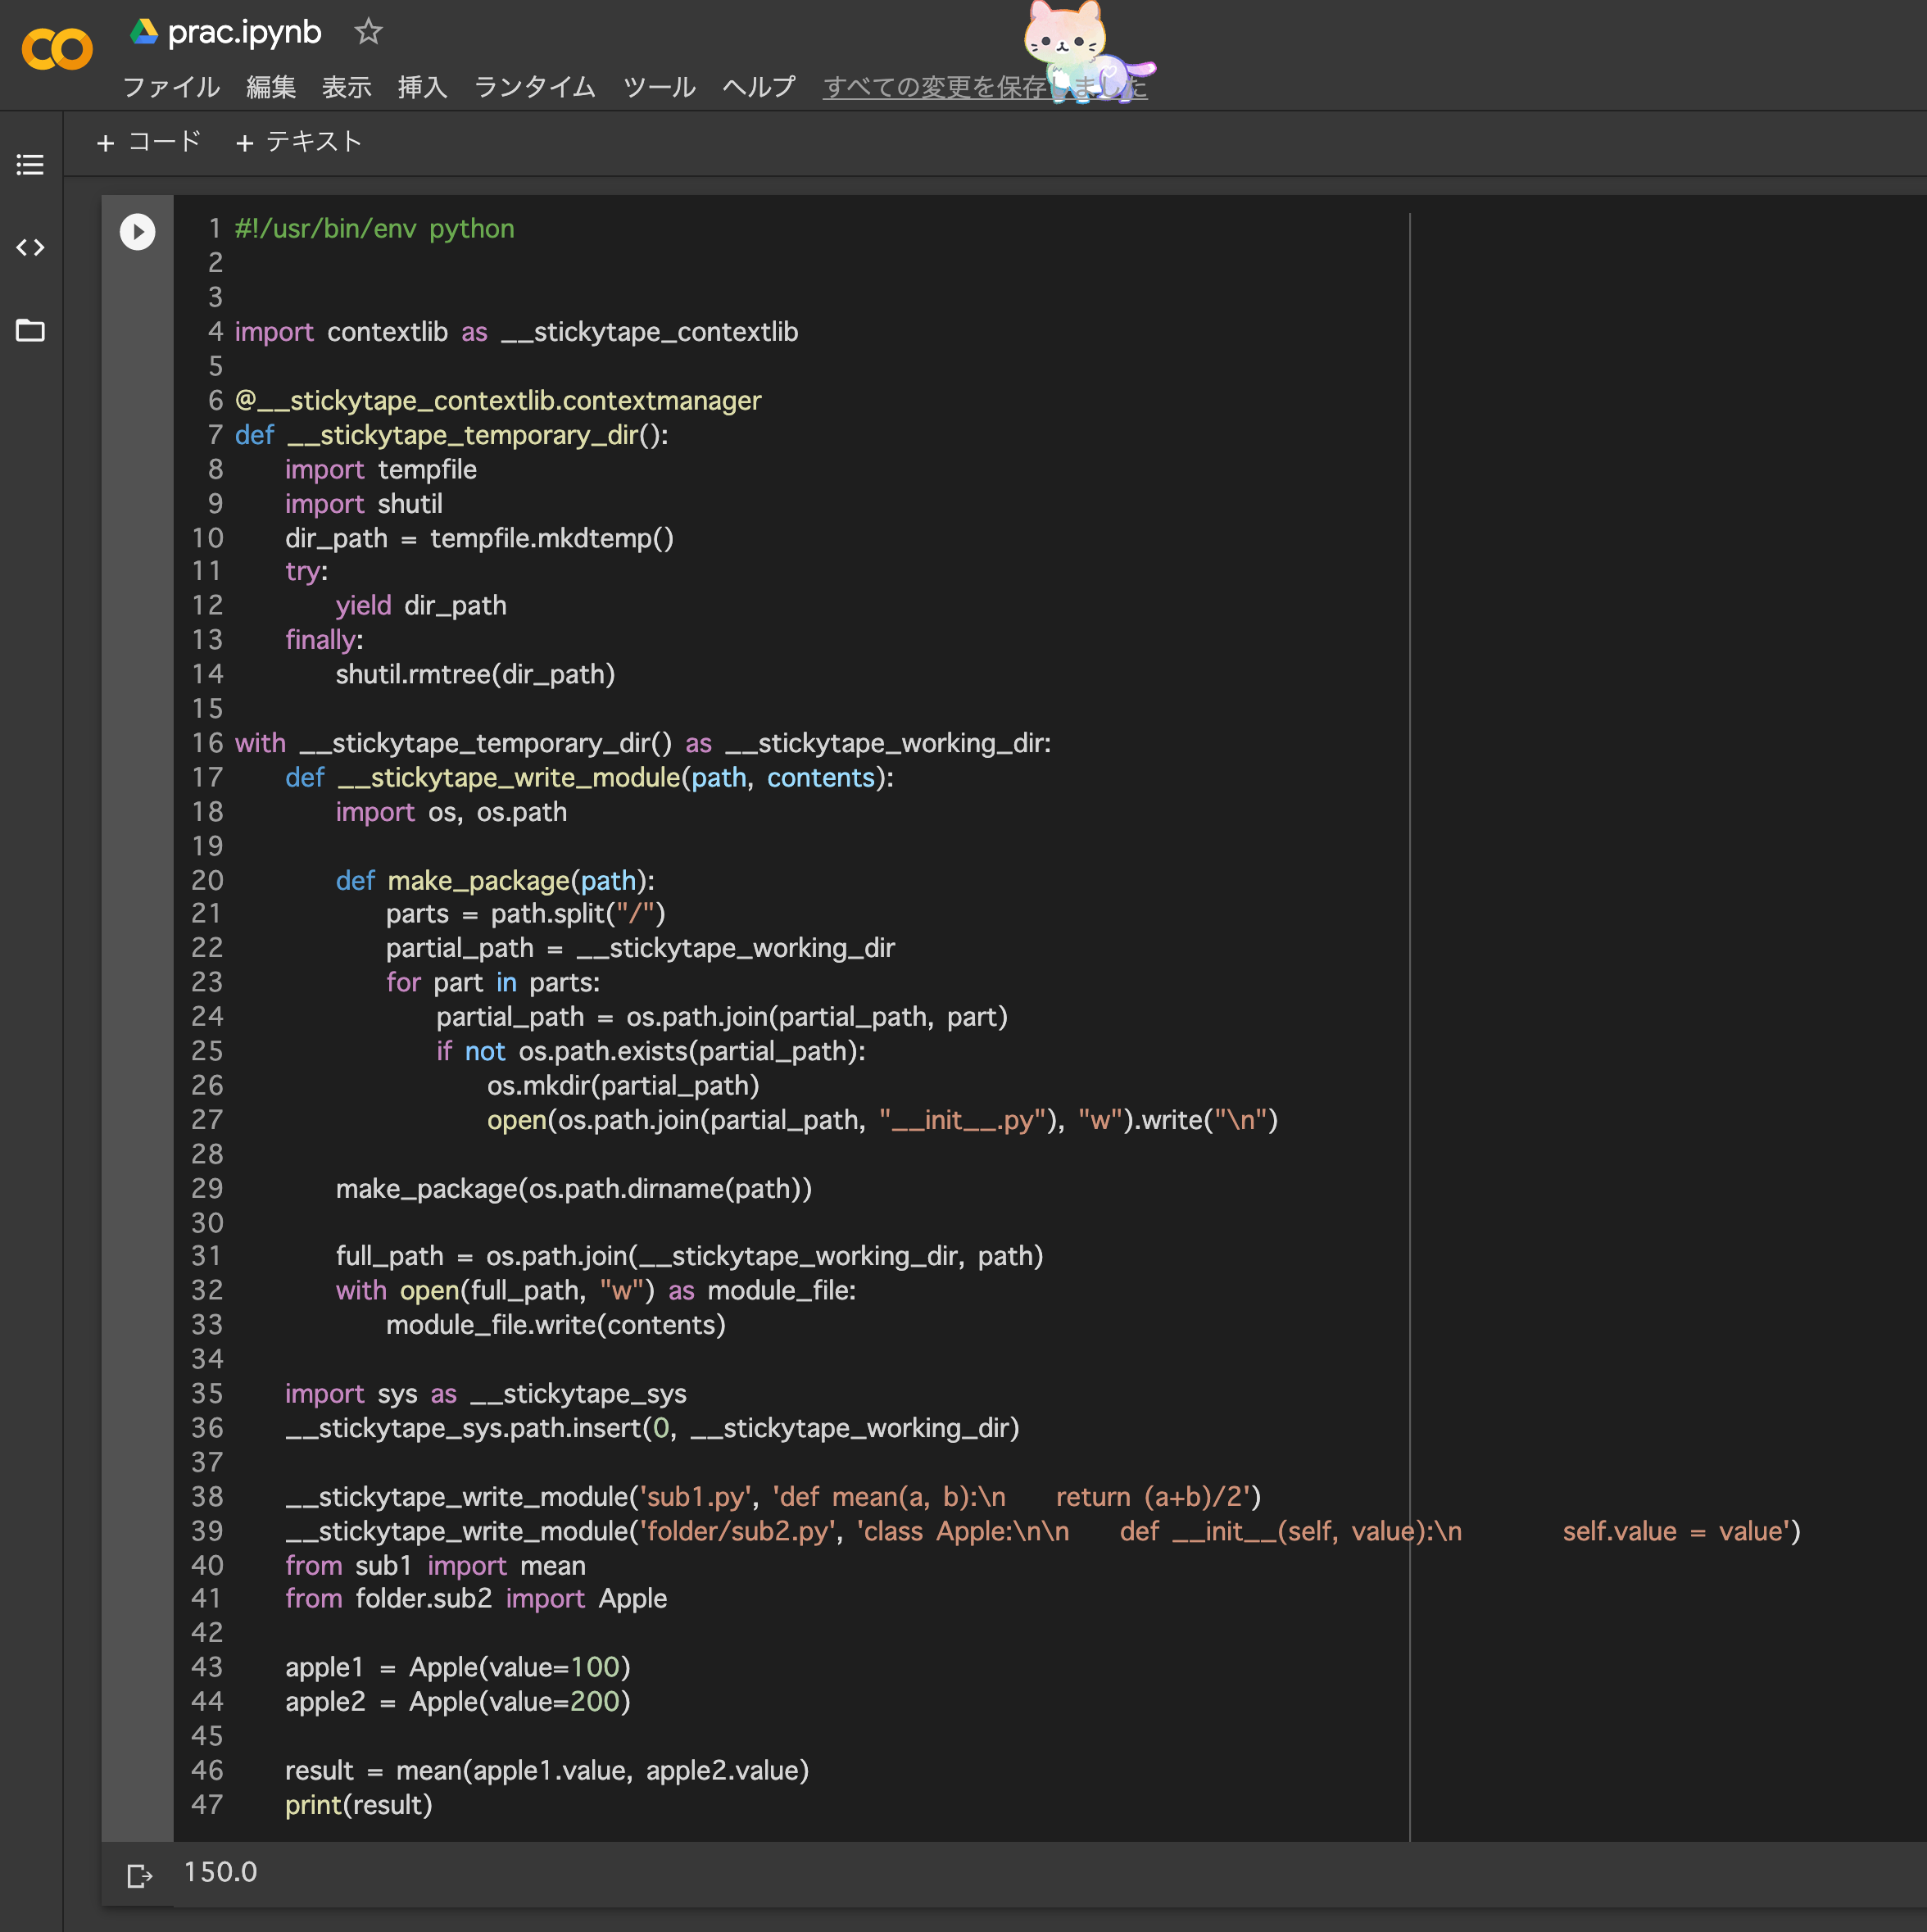 prac.ipynb
ファイル 編集 表示 挿入 ランタイム ツール ヘルプ すべての変更を保存しました
+ コード + テキスト
1 #!/usr/bin/env python
2
3
4 import contextlib as __stickytape_contextlib
5
6 @__stickytape_contextlib.contextmanager
7 def __stickytape_temporary_dir():
8     import tempfile
9     import shutil
10     dir_path = tempfile.mkdtemp()
11     try:
12         yield dir_path
13     finally:
14         shutil.rmtree(dir_path)
15
16 with __stickytape_temporary_dir() as __stickytape_working_dir:
17     def __stickytape_write_module(path, contents):
18         import os, os.path
19
20         def make_package(path):
21             parts = path.split("/")
22             partial_path = __stickytape_working_dir
23             for part in parts:
24                 partial_path = os.path.join(partial_path, part)
25                 if not os.path.exists(partial_path):
26                     os.mkdir(partial_path)
27                     open(os.path.join(partial_path, "__init__.py"), "w").write("\n")
28
29         make_package(os.path.dirname(path))
30
31         full_path = os.path.join(__stickytape_working_dir, path)
32         with open(full_path, "w") as module_file:
33             module_file.write(contents)
34
35     import sys as __stickytape_sys
36     __stickytape_sys.path.insert(0, __stickytape_working_dir)
37
38     __stickytape_write_module('sub1.py', 'def mean(a, b):\n    return (a+b)/2')
39     __stickytape_write_module('folder/sub2.py', 'class Apple:\n\n    def __init__(self, value):\n        self.value = value')
40     from sub1 import mean
41     from folder.sub2 import Apple
42
43     apple1 = Apple(value=100)
44     apple2 = Apple(value=200)
45
46     result = mean(apple1.value, apple2.value)
47     print(result)
150.0